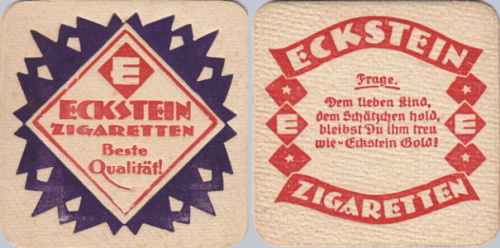 E
ECKSTEIN
ZIGARETTEN
Beste
Qualität!
ECKSTEIN
Frage.
Dem lieben Kind,
dem Schätzchen hold,
bleibst Du ihm treu
wie-Eckstein Gold!
E
E
ZIGARETTEN